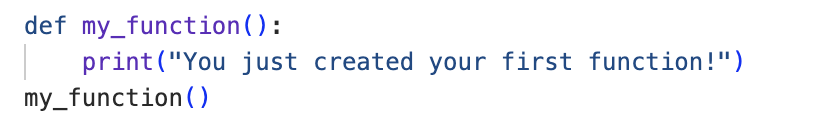 def my_function():
    print("You just created your first function!")
my_function()